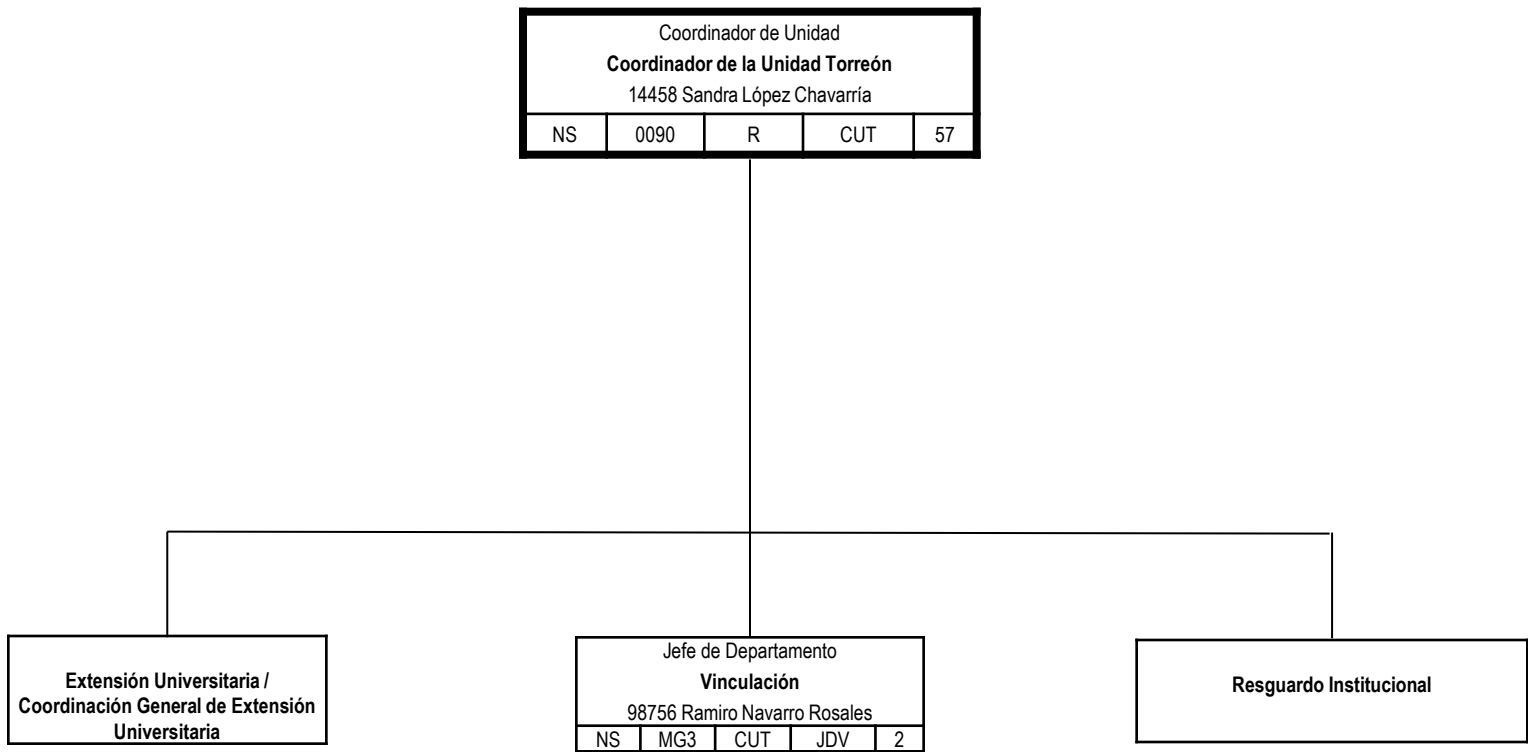 Coordinador de Unidad
Coordinador de la Unidad Torreón
14458 Sandra López Chavarría
NS 0090 R CUT 57
Extensión Universitaria /
Coordinación General de Extensión
Universitaria
Jefe de Departamento
Vinculación
98756 Ramiro Navarro Rosales
NS MG3 CUT JDV 2
Resguardo Institucional